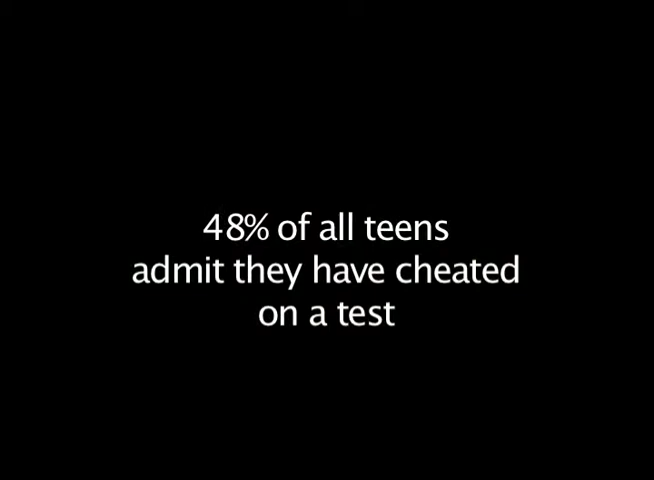 48% of all teens
admit they have cheated
on a test